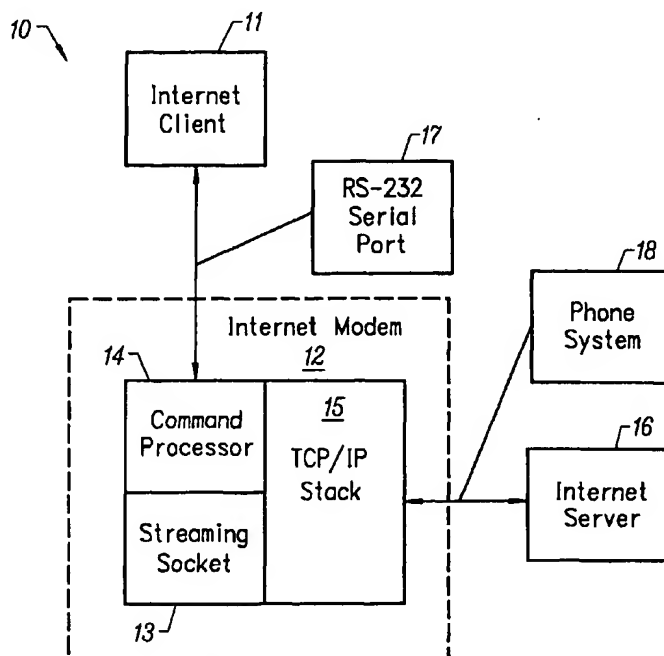 10
11
Internet
Client
17
RS-232
Serial
Port
18
Phone
System
Internet Modem
14
12
15
16
Command
Processor
TCP/IP
Stack
Internet
Server
Streaming
Socket
13